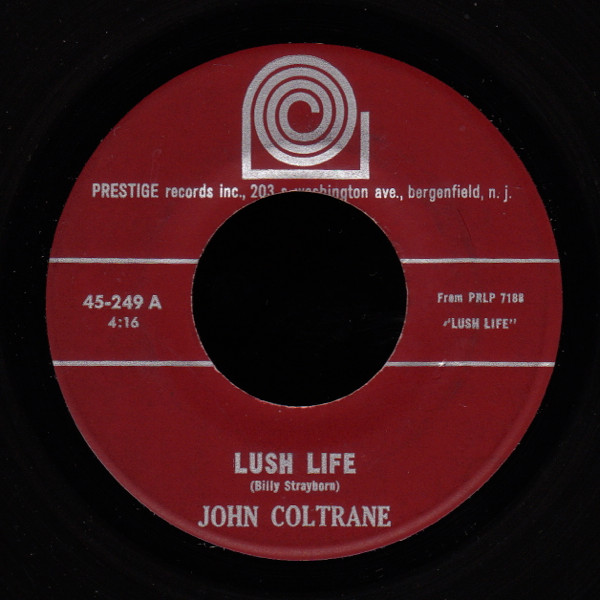 PRESTIGE records inc., 203 washington ave., bergenfield, n. j.
45-249 A
4:16
From PRLP 7188
"LUSH LIFE"
LUSH LIFE
(Billy Strayhorn)
JOHN COLTRANE